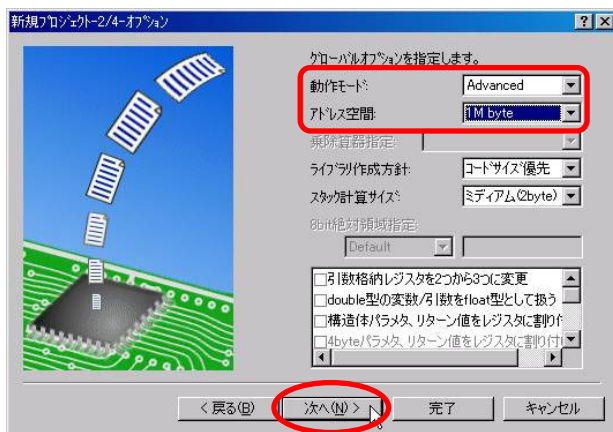 新規プロジェクト-2/4-オプション
グローバルオプションを指定します。
動作モード: Advanced
アドレス空間: 1M byte
乗除算器指定:
ライブラリ作成方針: コードサイズ優先
スタック計算サイズ: ミディアム(2byte)
8bit絶対領域指定:
Default
引数格納レジスタを2つから3つに変更
double型の変数/引数をfloat型として扱う
構造体パラメタ、リターン値をレジスタに割り付
4byteパラメタ、リターン値をレジスタに割り付け
< 戻る(B) 次へ(N) > 完了 キャンセル